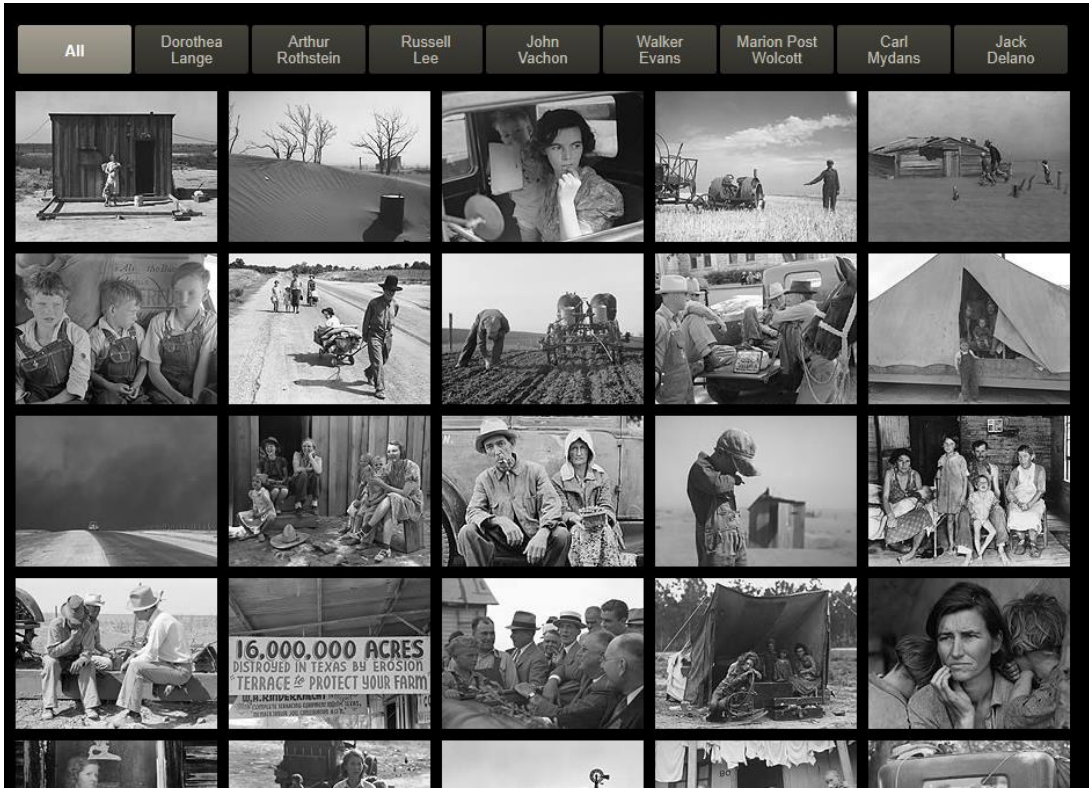 All
Dorothea
Lange
Arthur
Rothstein
Russell
Lee
John
Vachon
Walker
Evans
Marion Post
Wolcott
Carl
Mydans
Jack
Delano
16,000,000 ACRES
DISTROYED IN TEXAS BY EROSION
"TERRACE to PROTECT YOUR FARM